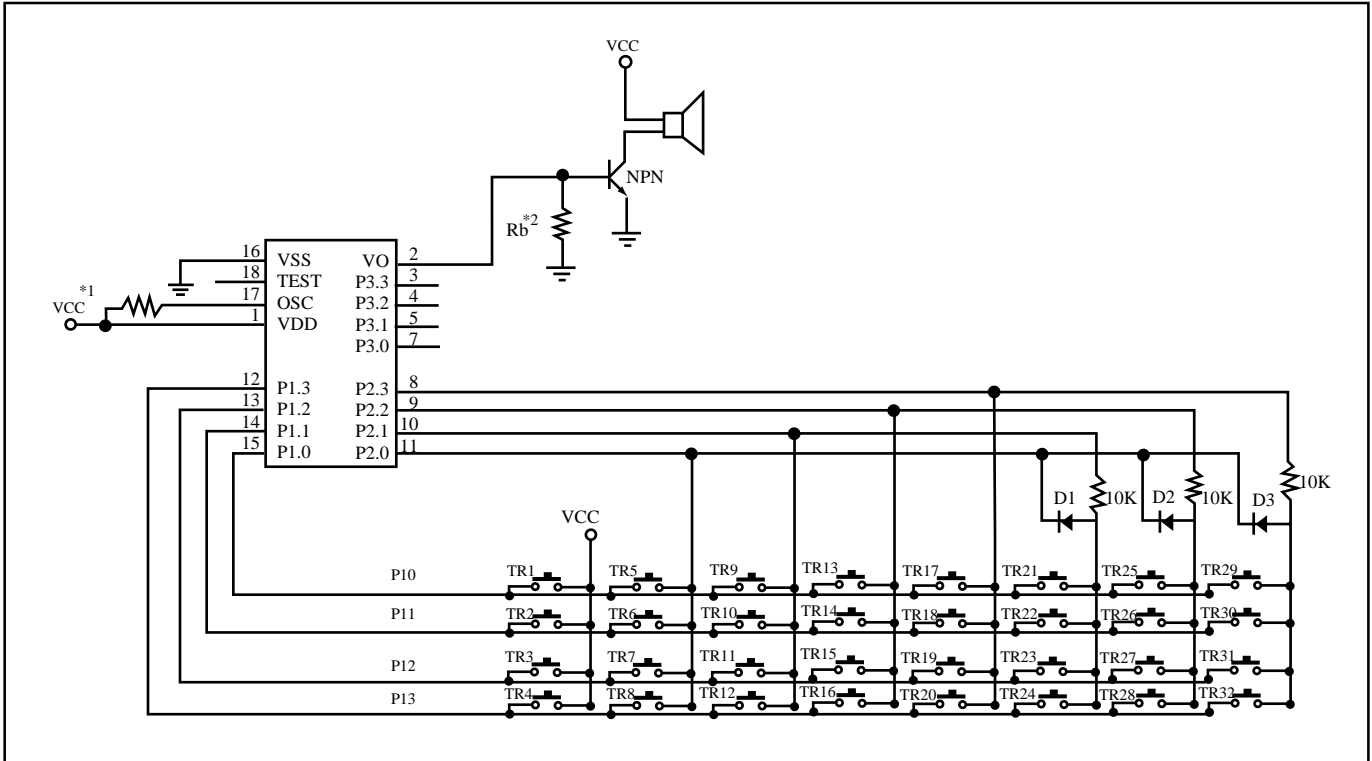 VCC
NPN
Rb*2
16 VSS VO 2
18 TEST P3.3 3
*1
VCC
17 OSC P3.2 4
1 VDD P3.1 5
P3.0 7
12 P1.3 P2.3 8
13 P1.2 P2.2 9
14 P1.1 P2.1 10
15 P1.0 P2.0 11
D1 10K D2 10K D3 10K
VCC
P10 TR1 TR5 TR9 TR13 TR17 TR21 TR25 TR29
P11 TR2 TR6 TR10 TR14 TR18 TR22 TR26 TR30
P12 TR3 TR7 TR11 TR15 TR19 TR23 TR27 TR31
P13 TR4 TR8 TR12 TR16 TR20 TR24 TR28 TR32